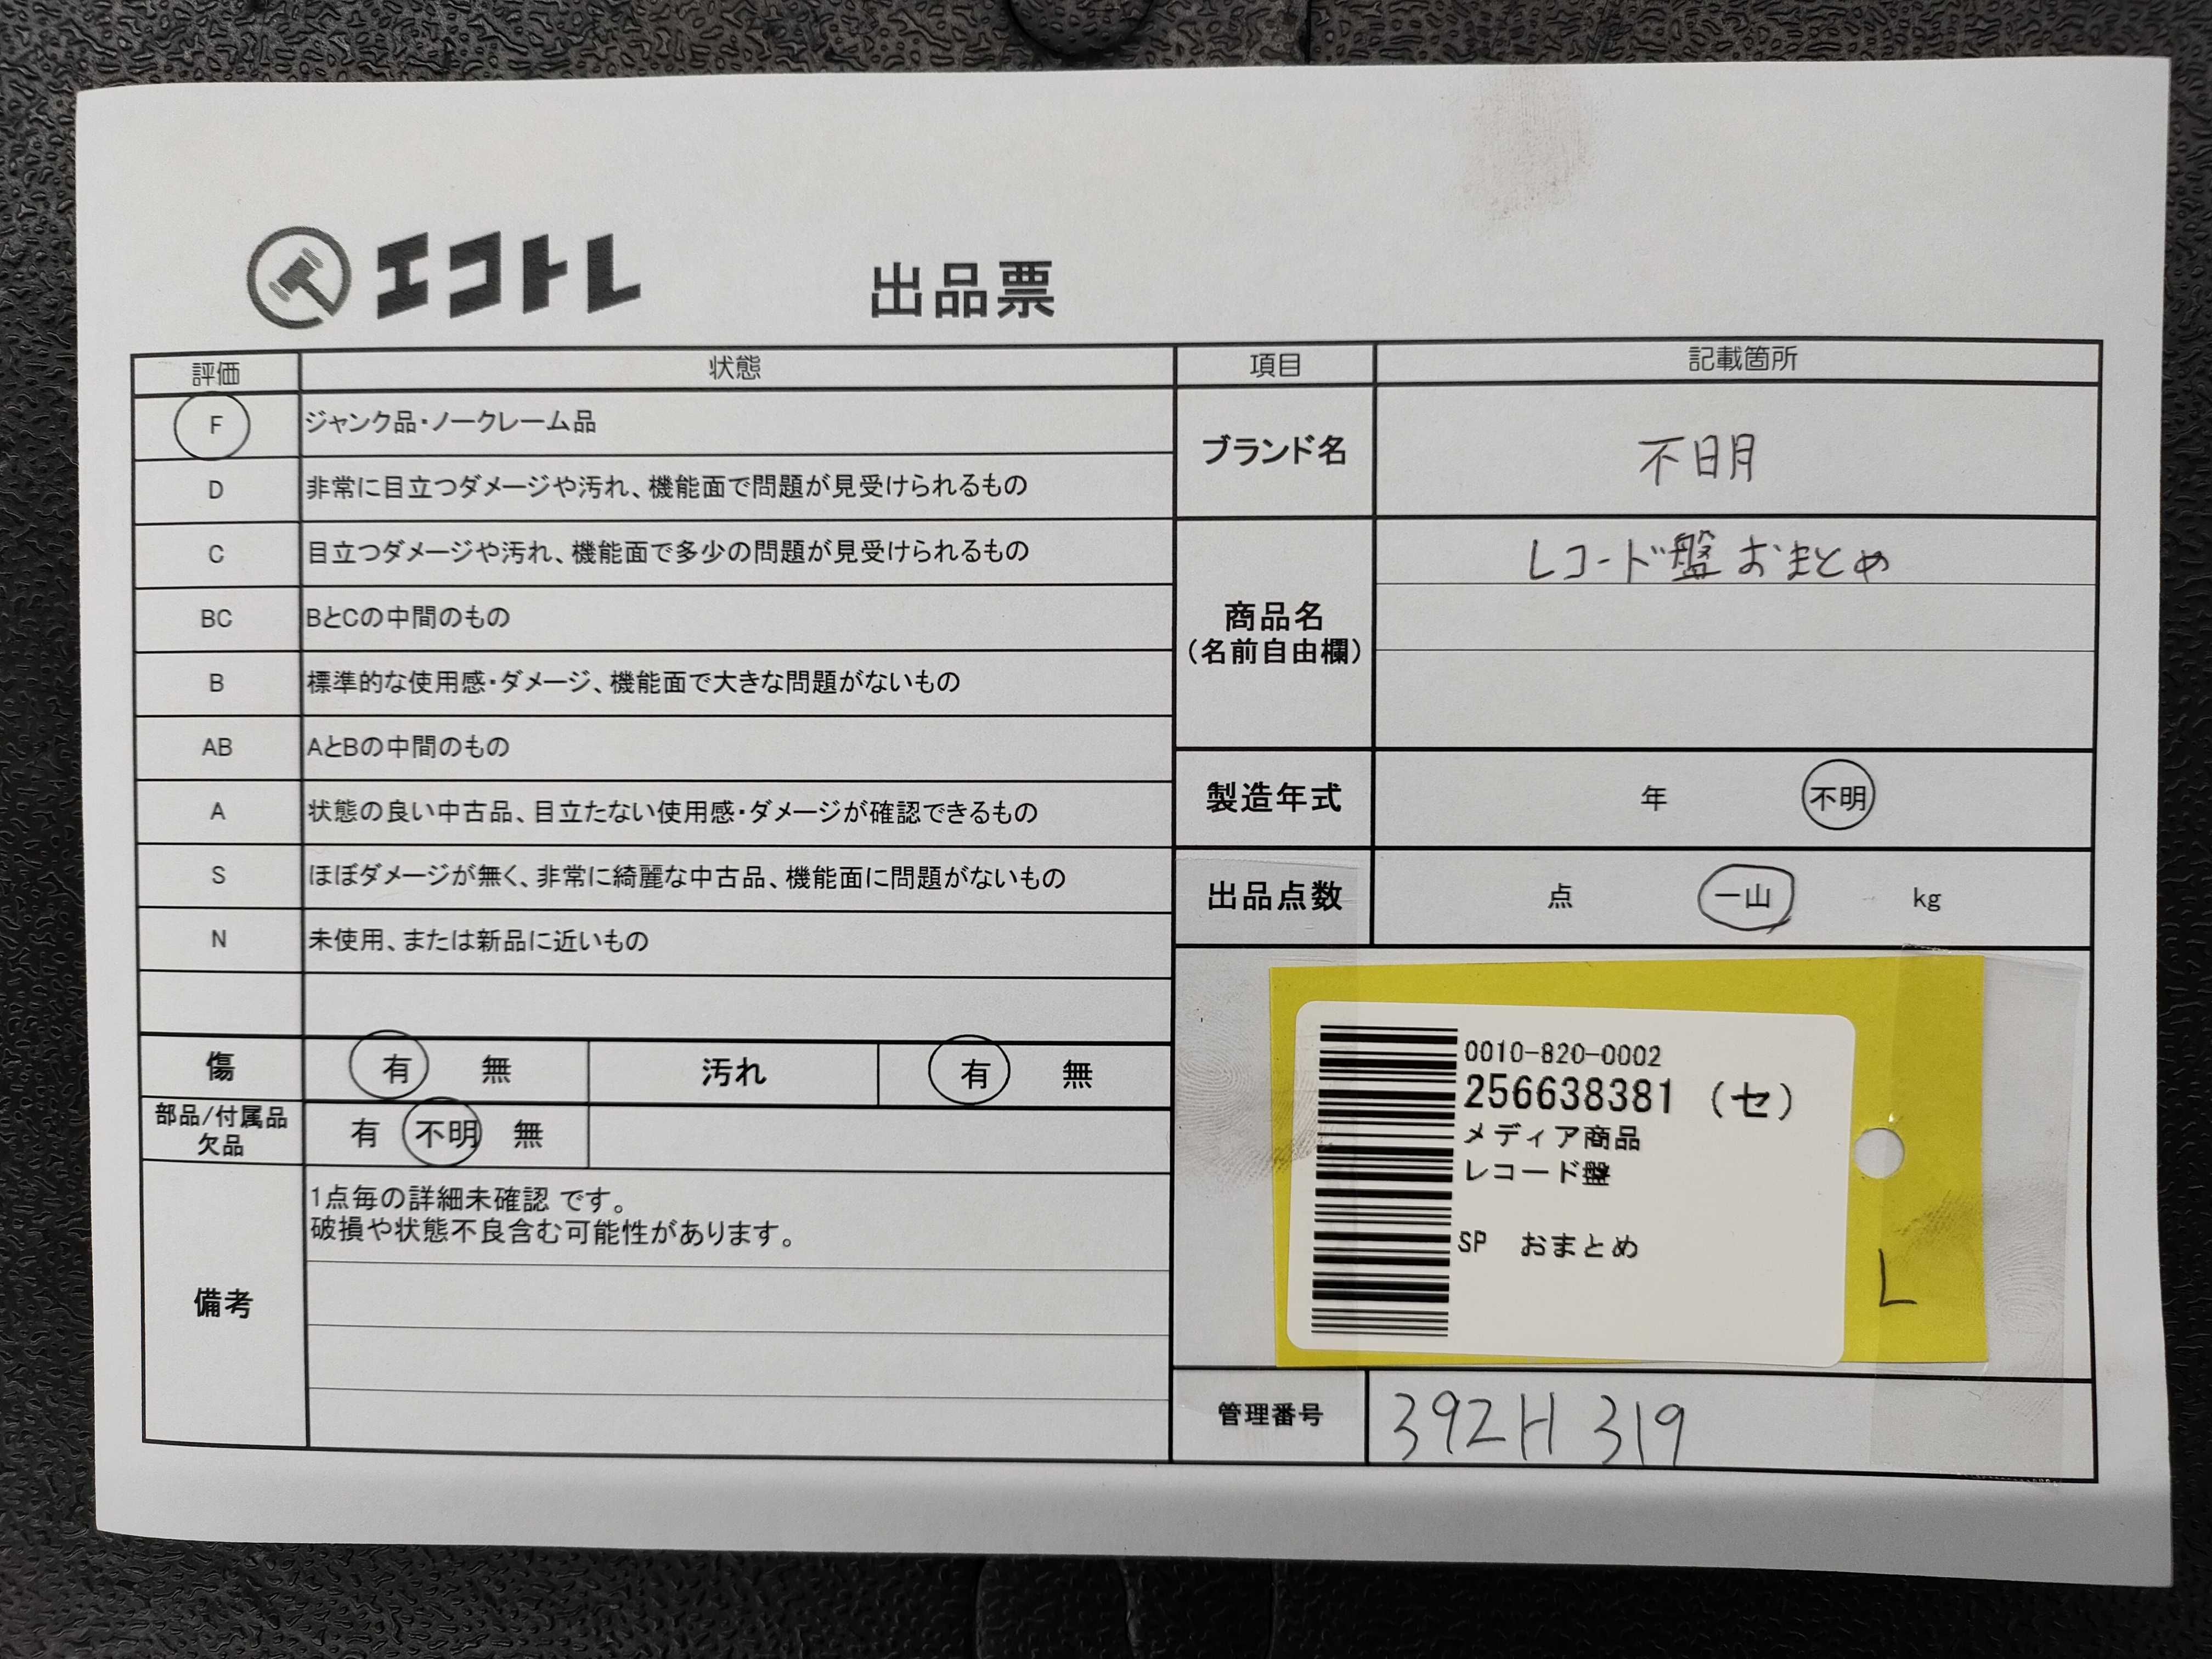 エコトレ
出品票
評価 状態
F ジャンク品・ノークレーム品
D 非常に目立つダメージや汚れ、機能面で問題が見受けられるもの
C 目立つダメージや汚れ、機能面で多少の問題が見受けられるもの
BC BとCの中間のもの
B 標準的な使用感・ダメージ、機能面で大きな問題がないもの
AB AとBの中間のもの
A 状態の良い中古品、目立たない使用感・ダメージが確認できるもの
S ほぼダメージが無く、非常に綺麗な中古品、機能面に問題がないもの
N 未使用、または新品に近いもの
傷 有 無 汚れ 有 無
部品/付属品
欠品
有 不明 無
備考
1点毎の詳細未確認 です。
破損や状態不良含む可能性があります。
項目 記載箇所
ブランド名 不明
商品名
(名前自由欄)
レコード盤 おまとめ
製造年式 年 不明
出品点数 点 一山 kg
0010-820-0002
256638381 (セ)
メディア商品
レコード盤
SP おまとめ
L
管理番号 392H 319